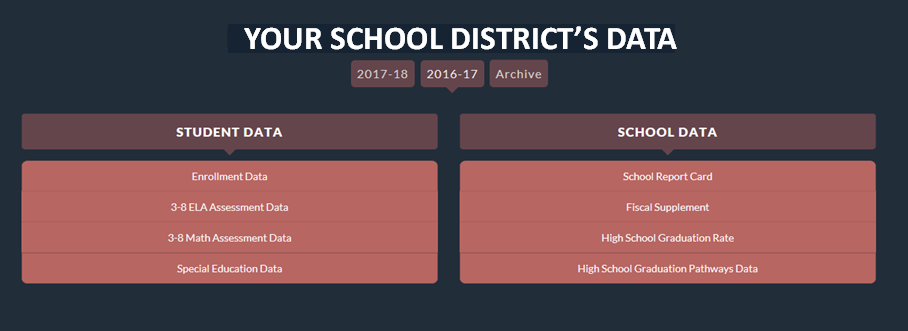 YOUR SCHOOL DISTRICT'S DATA
2017-18 2016-17 Archive
STUDENT DATA
Enrollment Data
3-8 ELA Assessment Data
3-8 Math Assessment Data
Special Education Data
SCHOOL DATA
School Report Card
Fiscal Supplement
High School Graduation Rate
High School Graduation Pathways Data